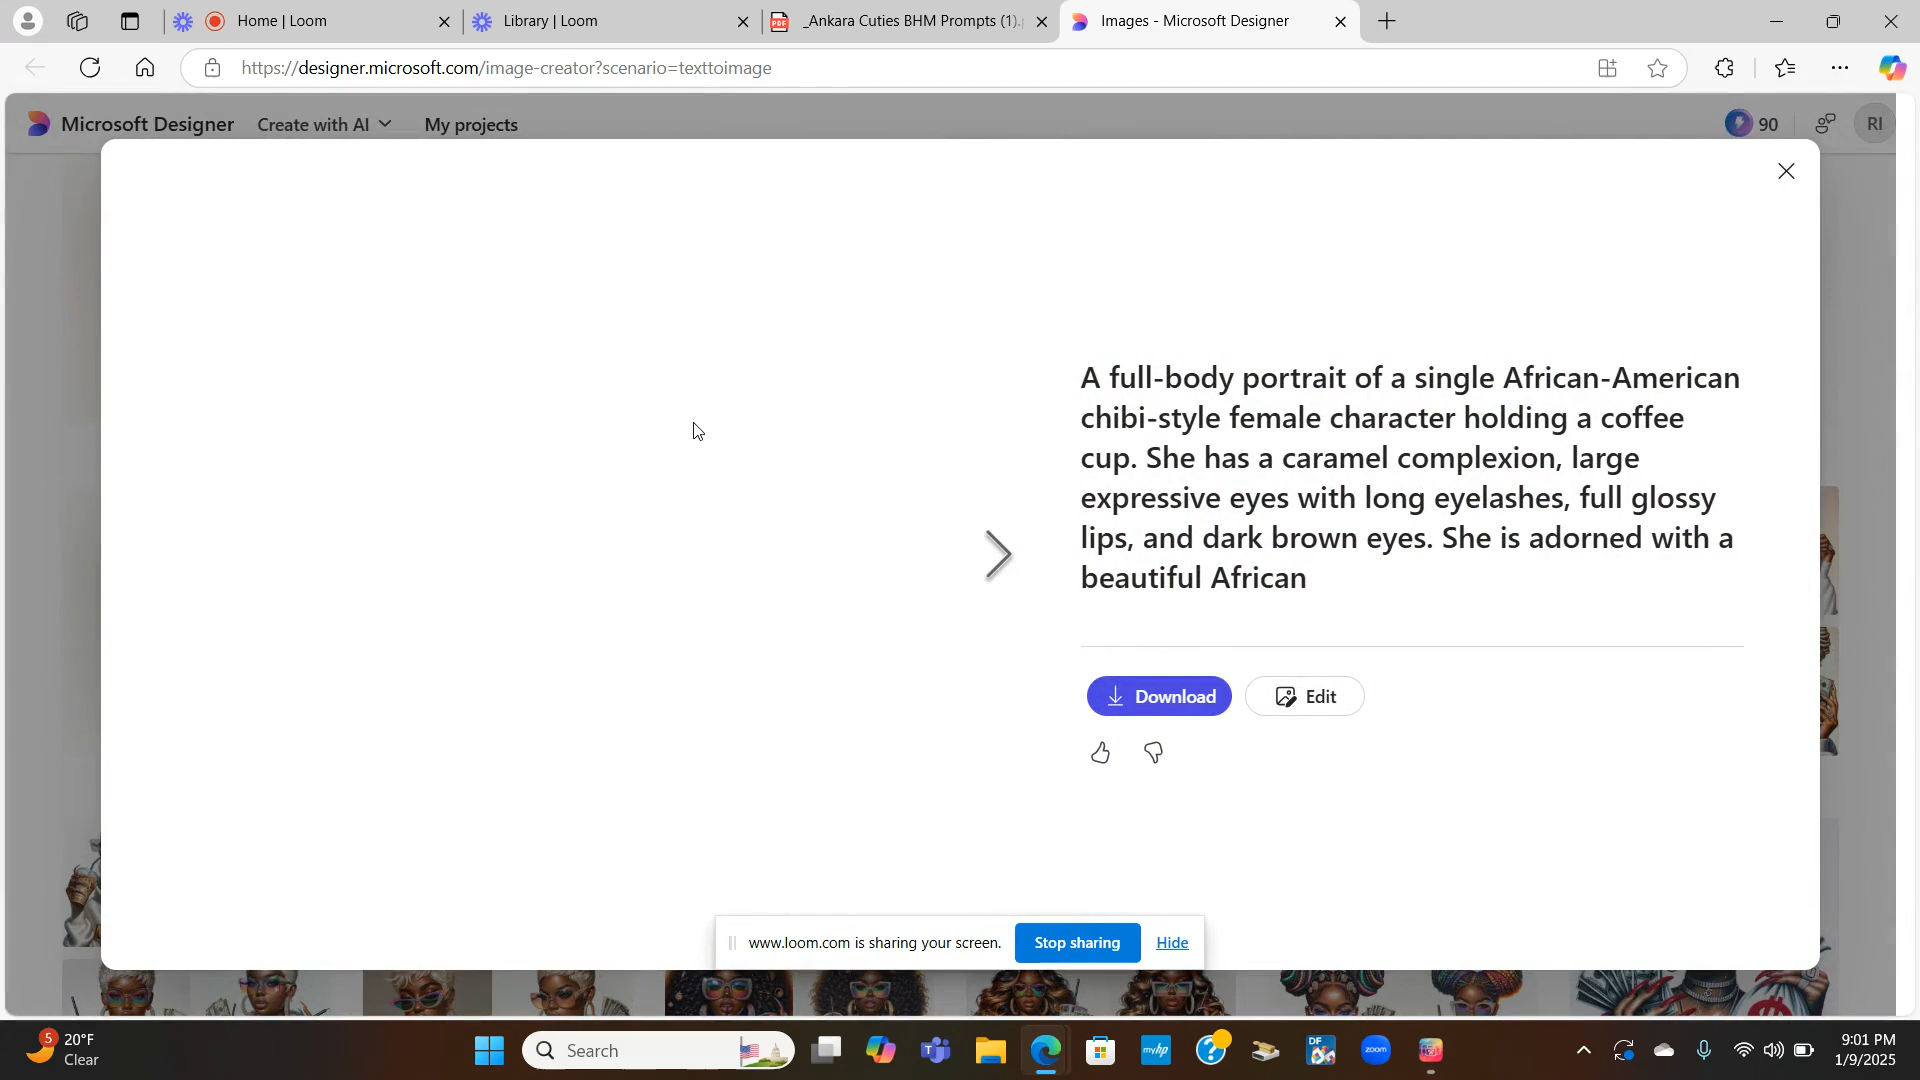 Home | Loom
Library | Loom
PDF
_Ankara Cuties BHM Prompts (1).
Images - Microsoft Designer
https://designer.microsoft.com/image-creator?scenario=texttoimage
Microsoft Designer
Create with AI
My projects
90
RI
A full-body portrait of a single African-American
chibi-style female character holding a coffee
cup. She has a caramel complexion, large
expressive eyes with long eyelashes, full glossy
lips, and dark brown eyes. She is adorned with a
beautiful African
Download
Edit
www.loom.com is sharing your screen.
Stop sharing
Hide
5
20°F
Clear
Search
myhp
DF
zoom
9:01 PM
1/9/2025